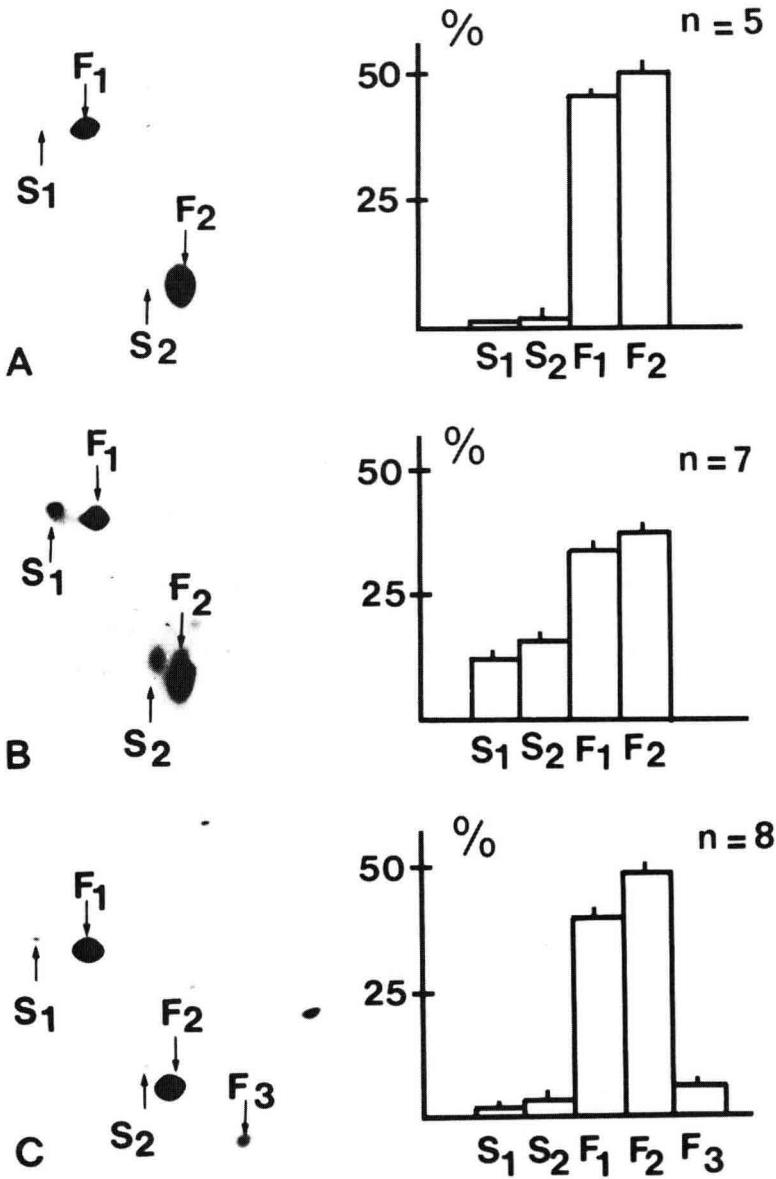 F1
S1
F2
S2
A
% n = 5
50
25
S1 S2 F1 F2
F1
S1
F2
S2
B
% n = 7
50
25
S1 S2 F1 F2
F1
S1
F2
S2
F3
C
% n = 8
50
25
S1 S2 F1 F2 F3